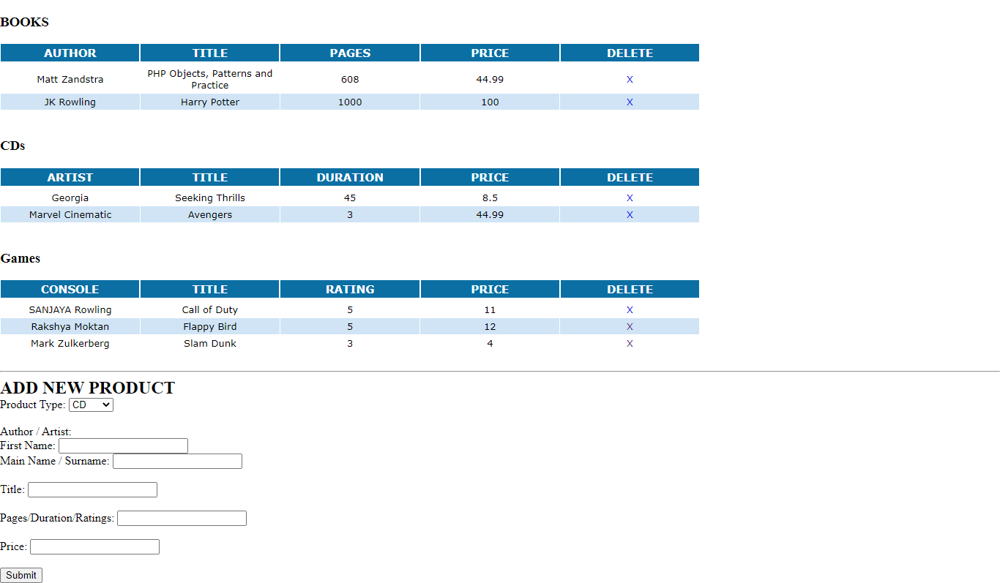 BOOKS
AUTHOR TITLE PAGES PRICE DELETE
Matt Zandstra PHP Objects, Patterns and Practice 608 44.99 X
JK Rowling Harry Potter 1000 100 X
CDs
ARTIST TITLE DURATION PRICE DELETE
Georgia Seeking Thrills 45 8.5 X
Marvel Cinematic Avengers 3 44.99 X
Games
CONSOLE TITLE RATING PRICE DELETE
SANJAYA Rowling Call of Duty 5 11 X
Rakshya Moktan Flappy Bird 5 12 X
Mark Zulkerberg Slam Dunk 3 4 X
ADD NEW PRODUCT
Product Type: CD
Author / Artist:
First Name:
Main Name / Surname:
Title:
Pages/Duration/Ratings:
Price:
Submit